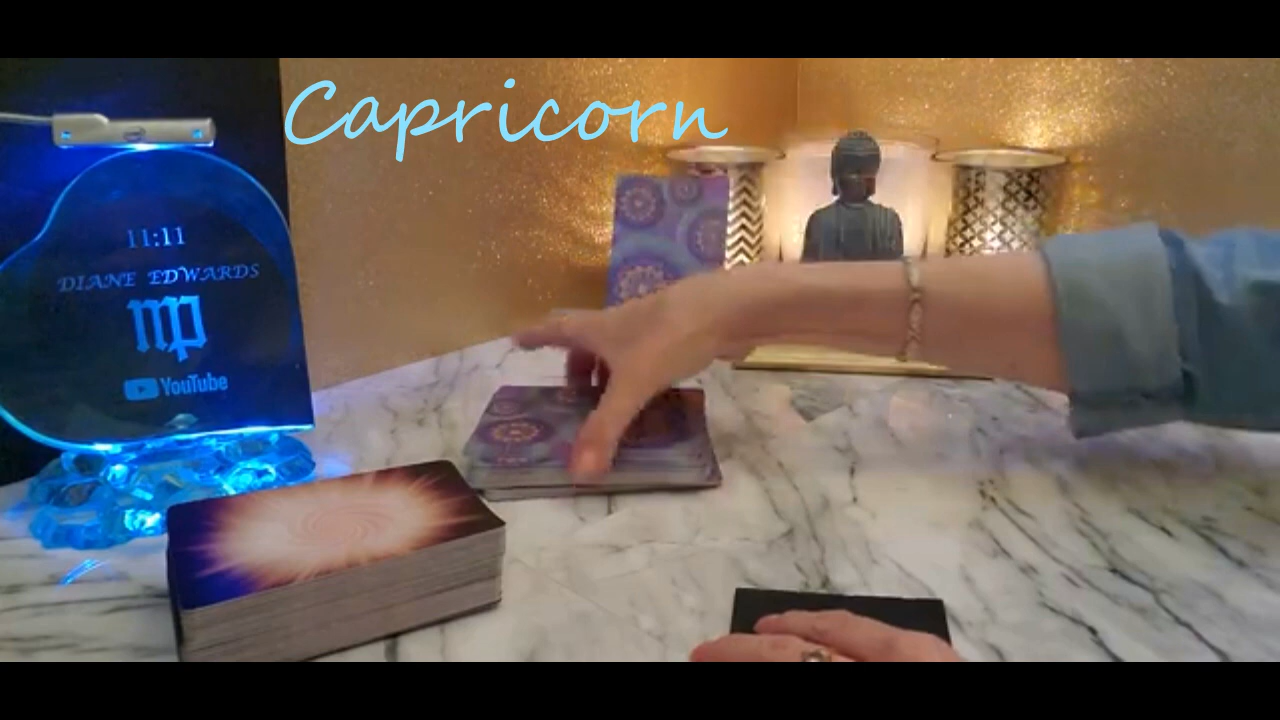 Capricorn
11:11
DIANE EDWARDS
♍
YouTube